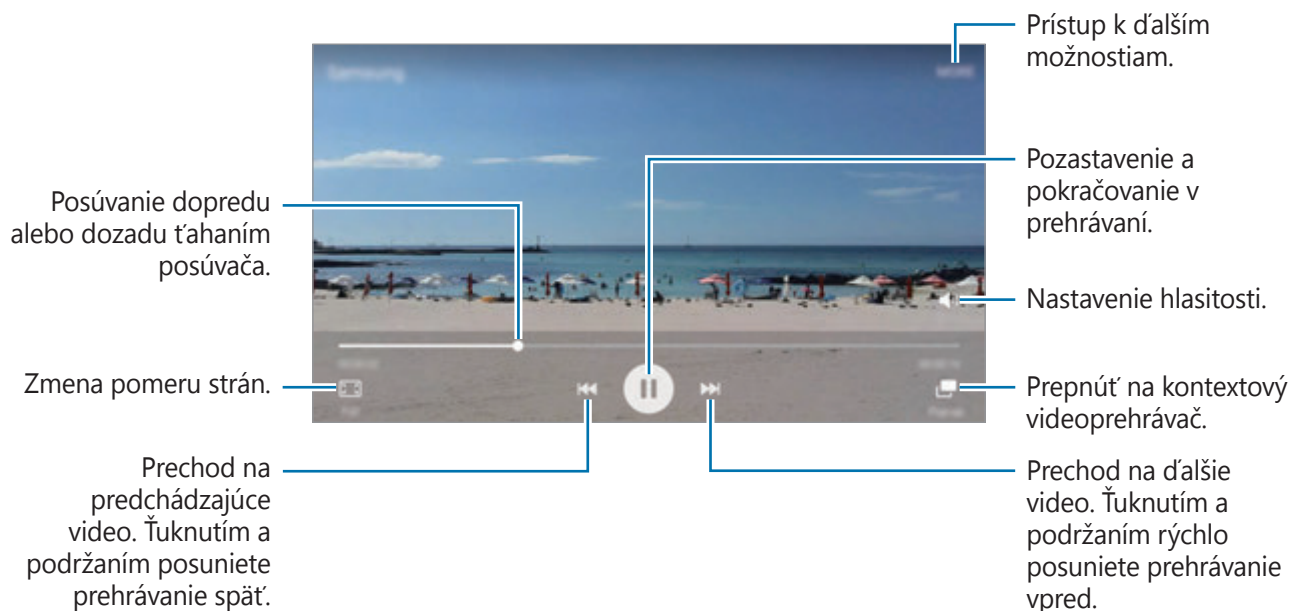 Prístup k ďalším
možnostiam.
Samsung
MORE
Pozastavenie a
pokračovanie v
prehrávaní.
Posúvanie dopredu
alebo dozadu ťahaním
posúvača.
Nastavenie hlasitosti.
Zmena pomeru strán.
Prepnúť na kontextový
videoprehrávač.
Prechod na
predchádzajúce
video. Ťuknutím a
podržaním posuniete
prehrávanie späť.
Prechod na ďalšie
video. Ťuknutím a
podržaním rýchlo
posuniete prehrávanie
vpred.